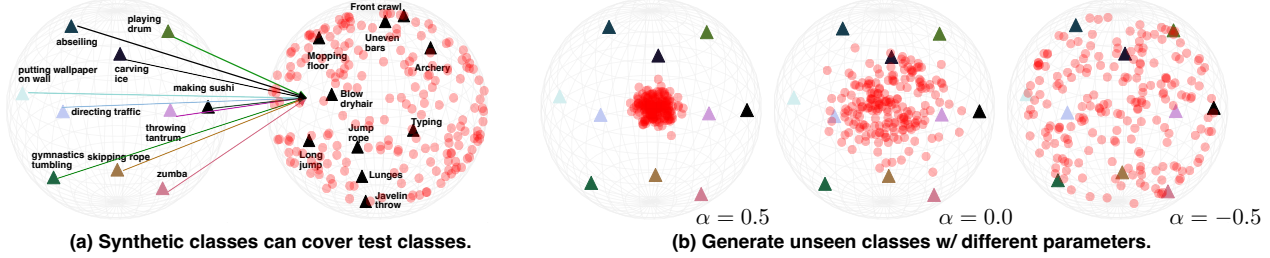 Front crawl
playing
drum
abseiling
Uneven
bars
Mopping
floor
Archery
carving
ice
putting wallpaper
on wall
making sushi
Blow
dryhair
directing traffic
throwing
tantrum
Jump
rope
Typing
gymnastics
tumbling
skipping rope
Long
jump
zumba
Lunges
Javelin
throw
α = 0.5
α = 0.0
α = −0.5
(a) Synthetic classes can cover test classes.
(b) Generate unseen classes w/ different parameters.